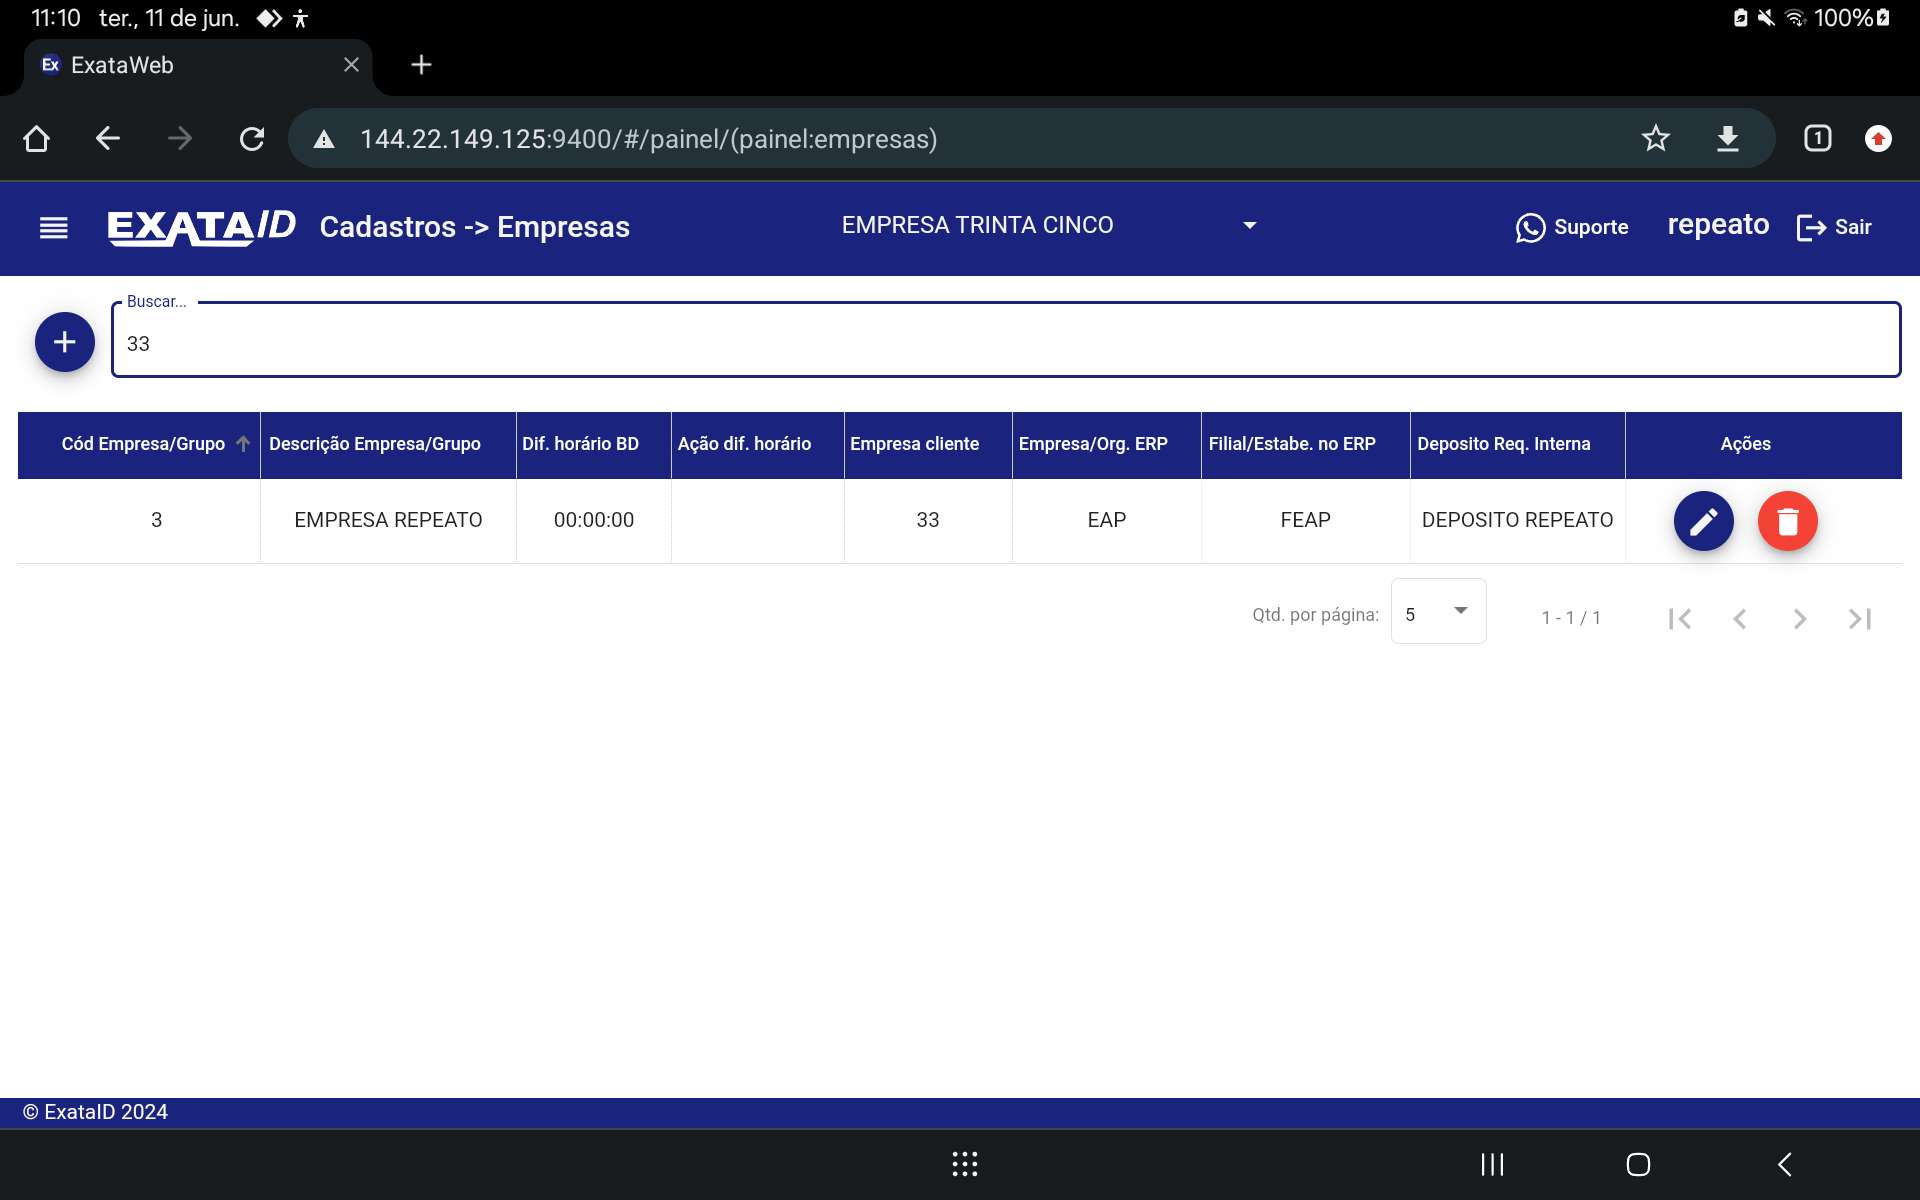 11:10 ter., 11 de jun. 100%
Ex ExataWeb
144.22.149.125:9400/#/painel/(painel:empresas) 1
EXATAID Cadastros -> Empresas EMPRESA TRINTA CINCO Suporte repeato Sair
Buscar...
33
Cód Empresa/Grupo Descrição Empresa/Grupo Dif. horário BD Ação dif. horário Empresa cliente Empresa/Org. ERP Filial/Estabe. no ERP Deposito Req. Interna Ações
3 EMPRESA REPEATO 00:00:00 33 EAP FEAP DEPOSITO REPEATO
Qtd. por página: 5 1 - 1 / 1
© ExataID 2024